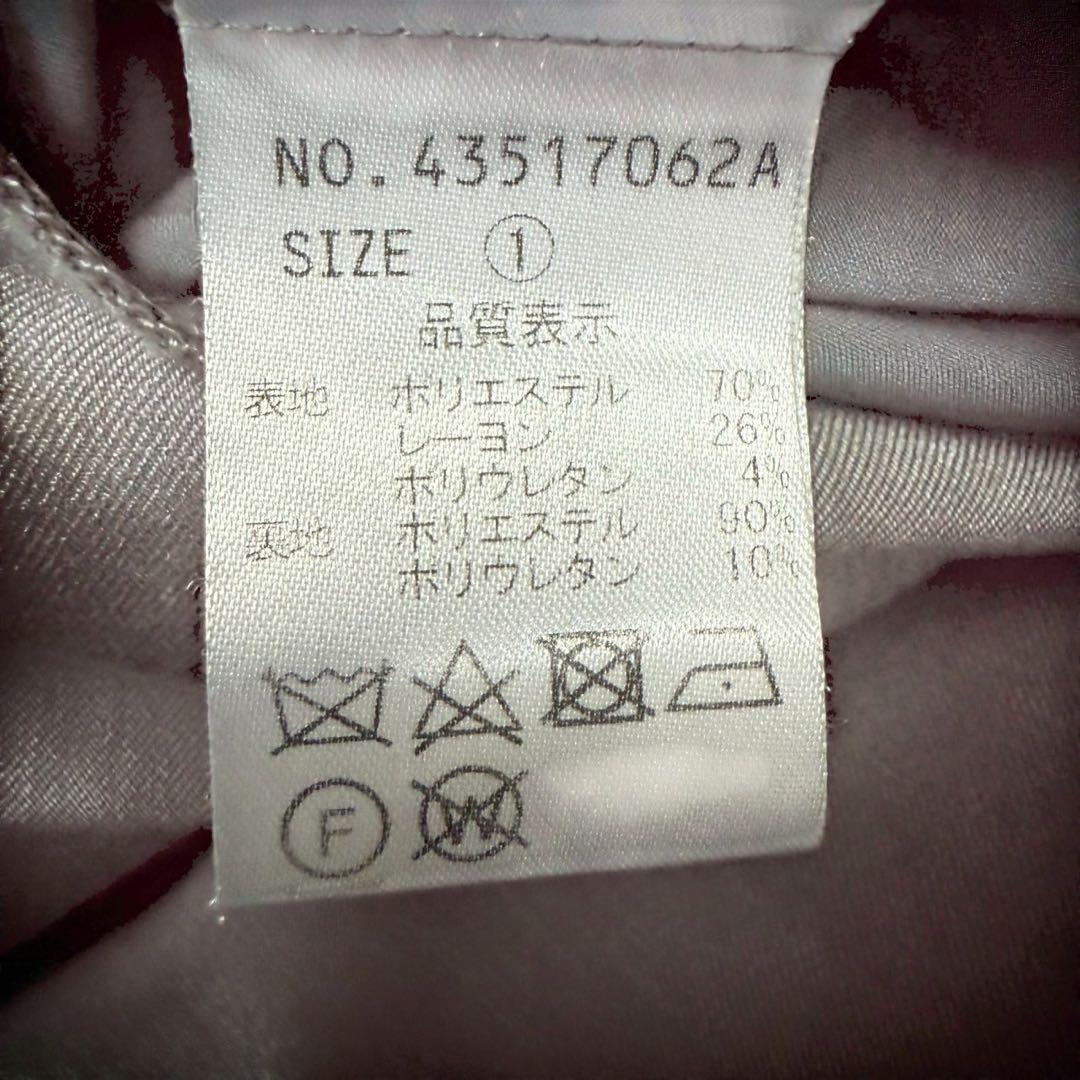 NO. 43517062A
SIZE ①
品質表示
表地 ポリエステル 70%
レーヨン 26%
ポリウレタン 4%
裏地 ポリエステル 90%
ポリウレタン 10%
F W